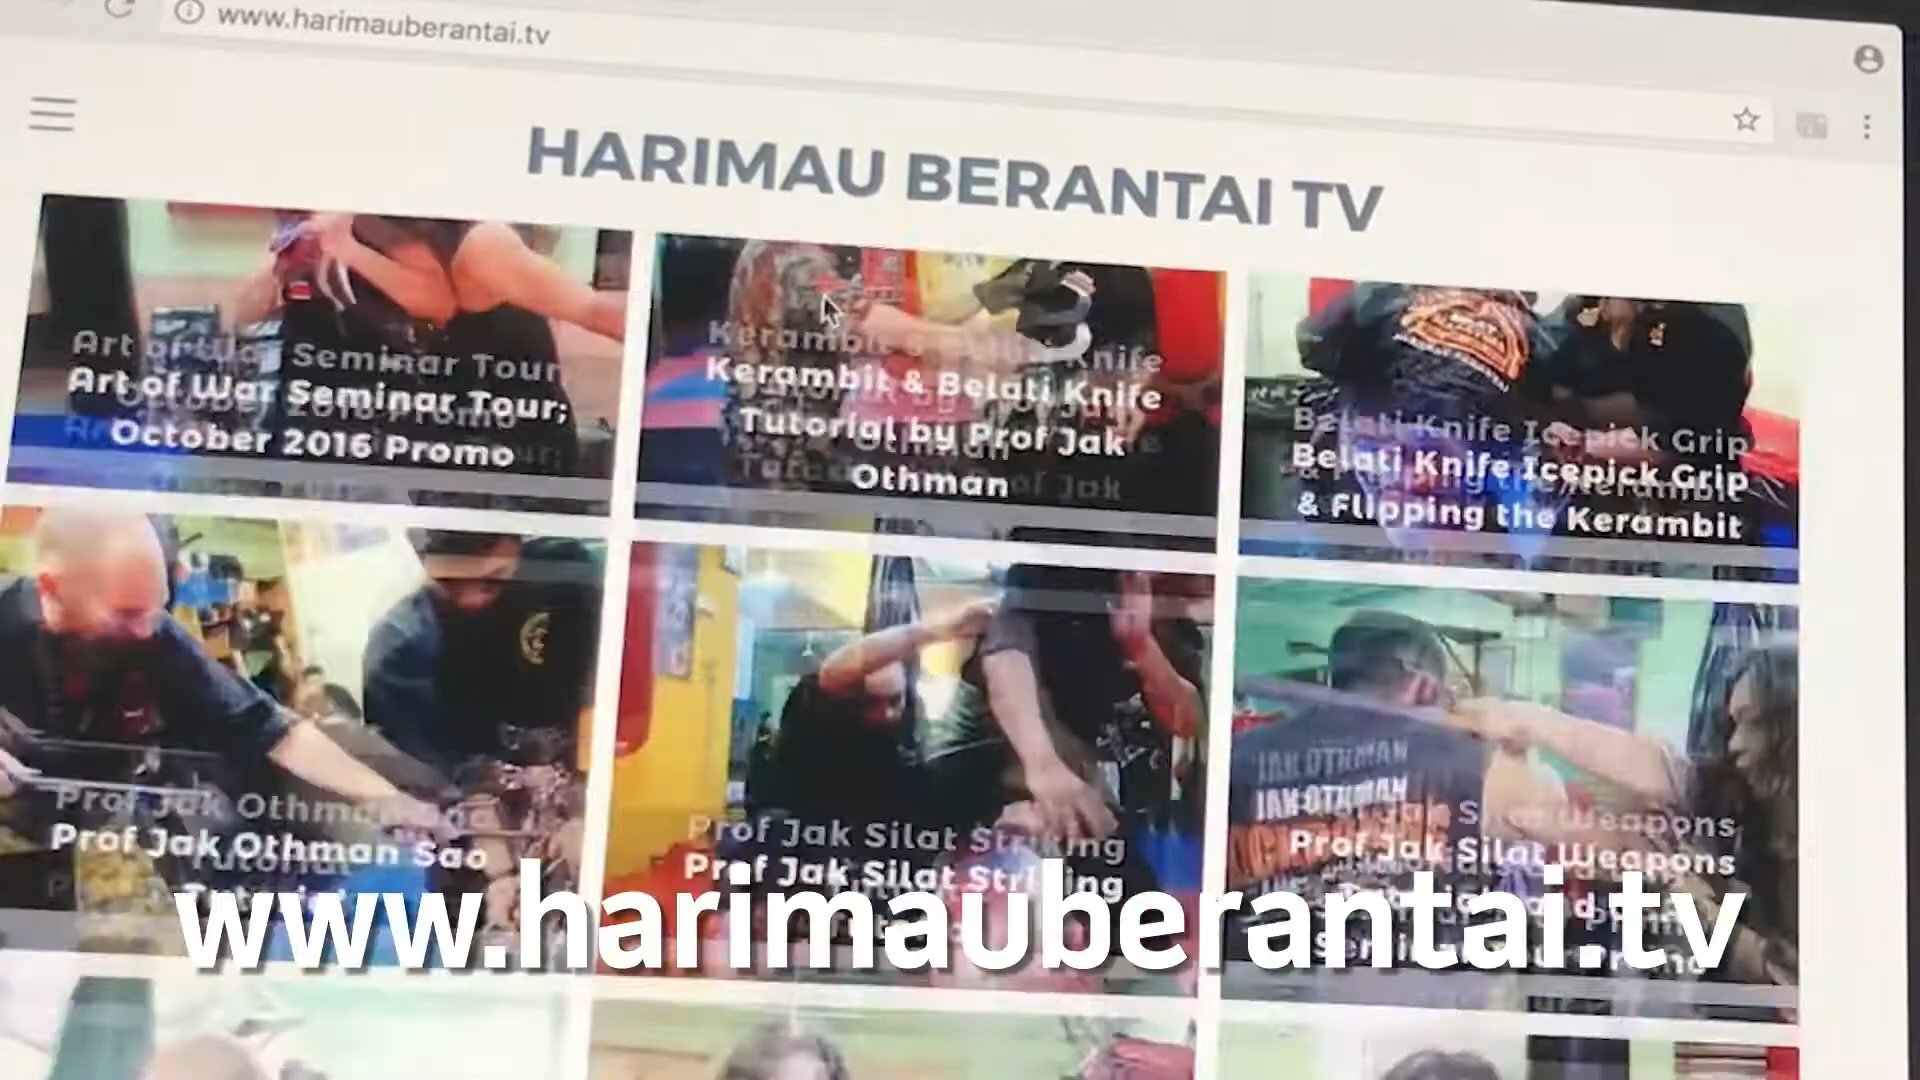 www.harimauberantai.tv
HARIMAU BERANTAI TV
Art of War Seminar Tour;
October 2016 Promo
Kerambit & Belati Knife
Tutorial by Prof Jak
Othman
Belati Knife Icepick Grip
& Flipping the Kerambit
Prof Jak Othman Sao
Tutorial
Prof Jak Silat Striking
JAK OTHMAN
Prof Jak Silat Weapons
www.harimauberantai.tv